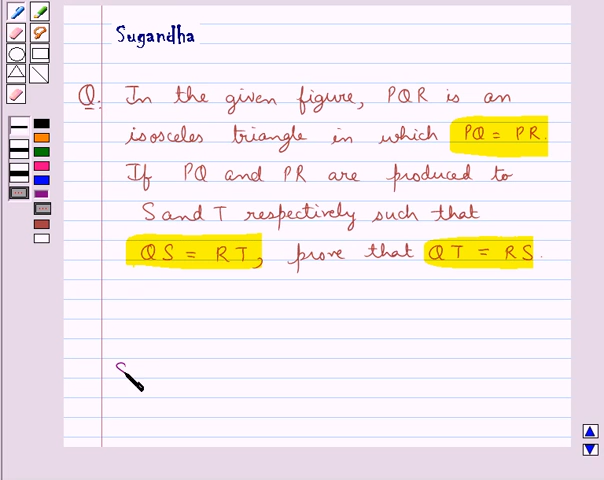 Sugandha
Q. In the given figure, PQR is an
isosceles triangle in which PQ = PR.
If PQ and PR are produced to
S and T respectively such that
QS = RT, prove that QT = RS.